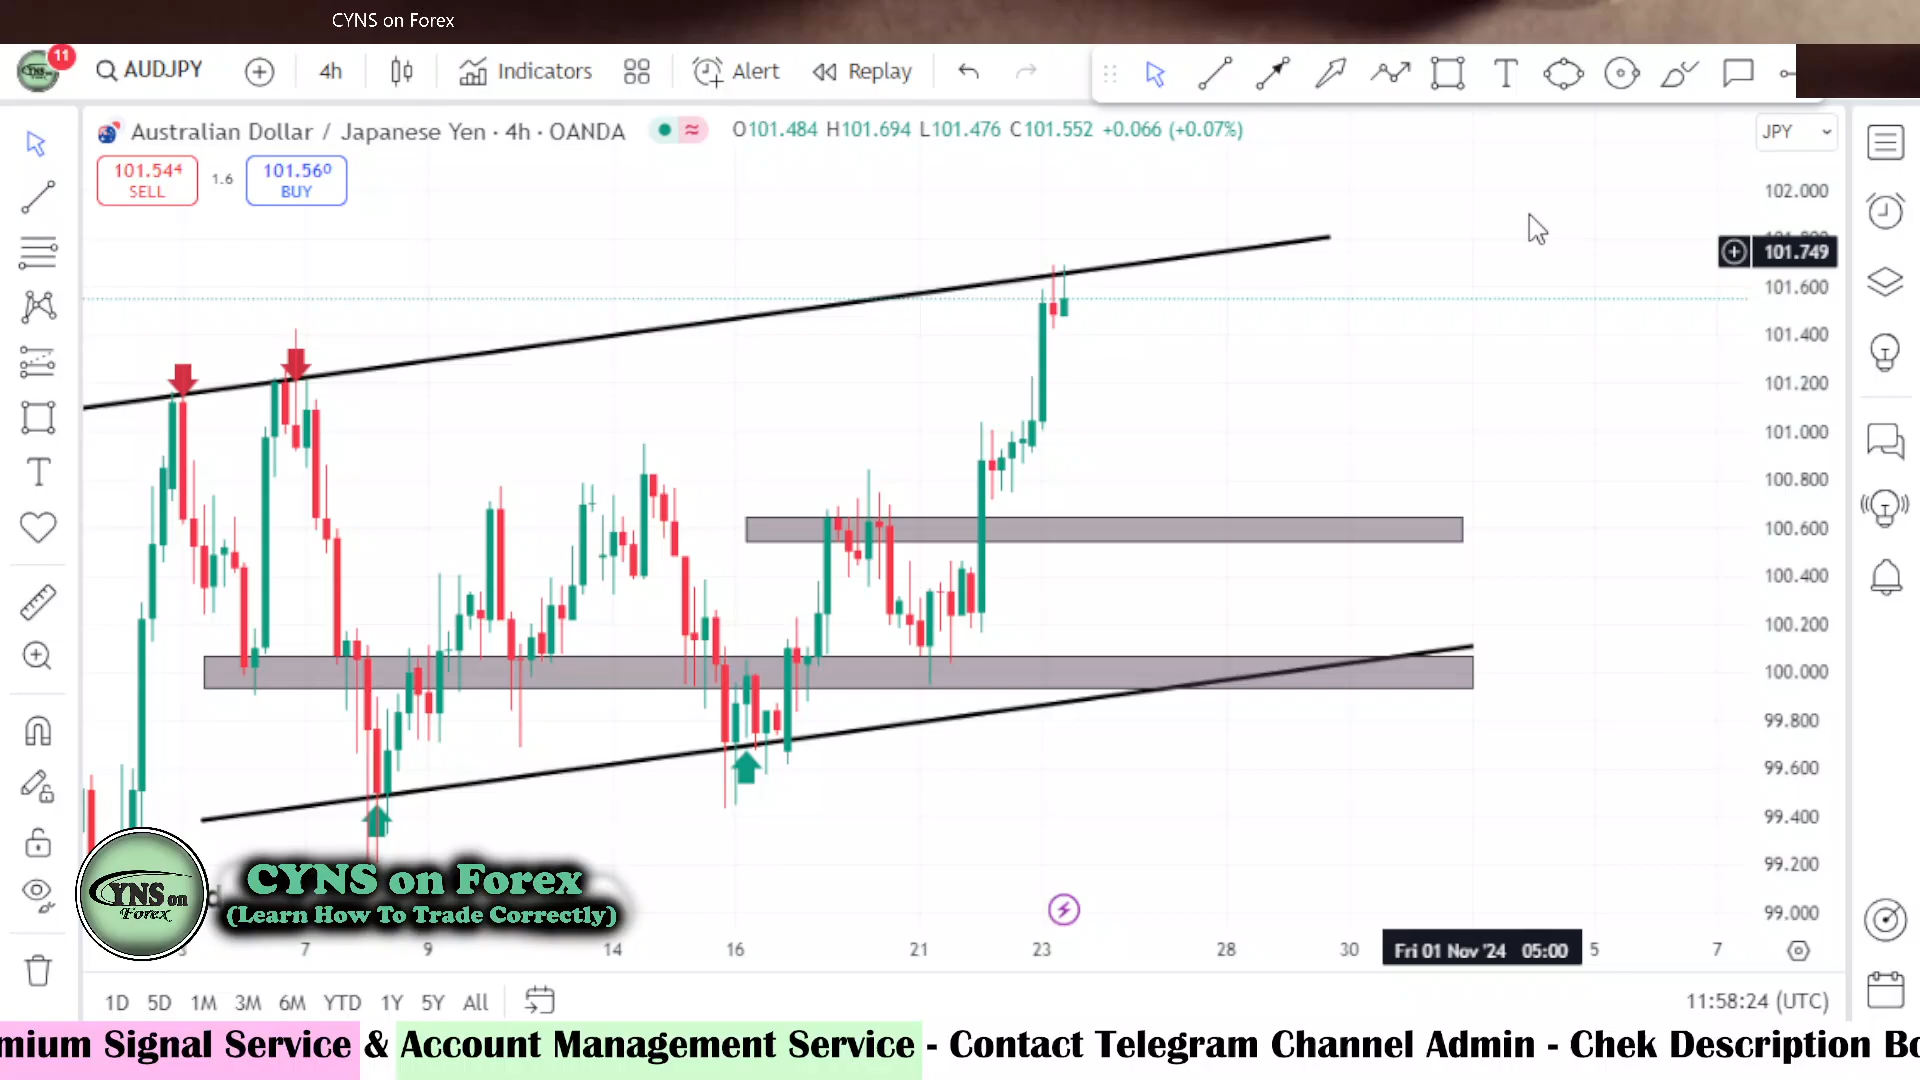 CYNS on Forex
11
AUDJPY
4h
Indicators
Alert
Replay
Australian Dollar / Japanese Yen · 4h · OANDA
O101.484 H101.694 L101.476 C101.552 +0.066 (+0.07%)
JPY
101.544
SELL
1.6
101.560
BUY
102.000
101.749
101.600
101.400
101.200
101.000
100.800
100.600
100.400
100.200
100.000
99.800
99.600
99.400
99.200
99.000
CYNS on Forex
(Learn How To Trade Correctly)
YNS on
Forex
7
9
14
16
21
23
28
30
Fri 01 Nov '24 05:00
5
7
1D 5D 1M 3M 6M YTD 1Y 5Y All
11:58:24 (UTC)
mium Signal Service & Account Management Service - Contact Telegram Channel Admin - Chek Description Bo